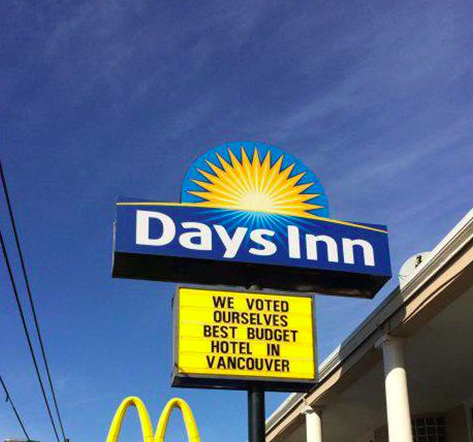 Days Inn
WE VOTED
OURSELVES
BEST BUDGET
HOTEL IN
VANCOUVER